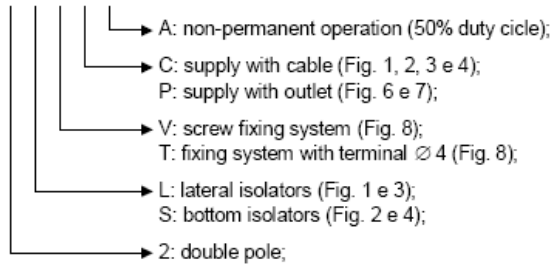 A: non-permanent operation (50% duty cicle);
C: supply with cable (Fig. 1, 2, 3 e 4);
P: supply with outlet (Fig. 6 e 7);
V: screw fixing system (Fig. 8);
T: fixing system with terminal ∅ 4 (Fig. 8);
L: lateral isolators (Fig. 1 e 3);
S: bottom isolators (Fig. 2 e 4);
2: double pole;